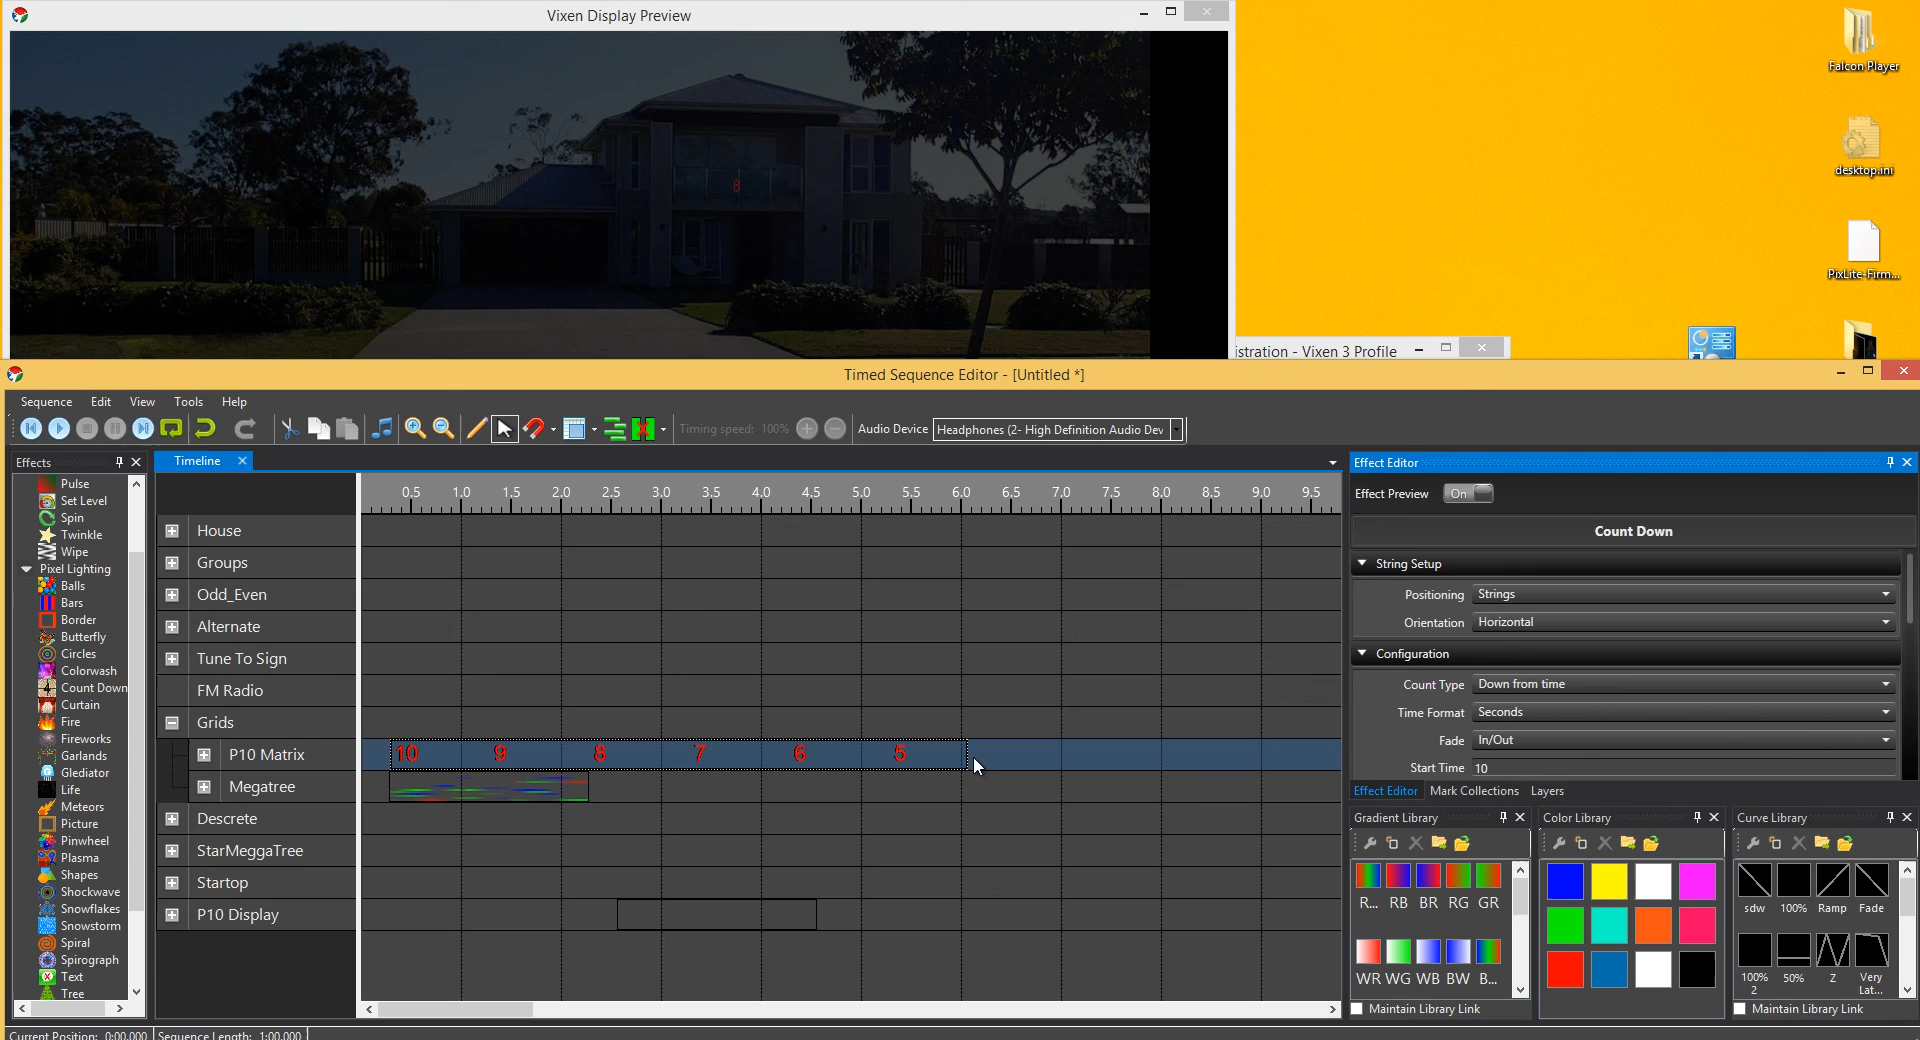 Vixen Display Preview
8
Falcon Player
desktop.ini
PixLite-Firm...
istration - Vixen 3 Profile
Timed Sequence Editor - [Untitled *]
Sequence Edit View Tools Help
Timing speed: 100%
Audio Device Headphones (2- High Definition Audio Dev
Effects
Timeline
Effect Editor
Pulse
Set Level
Spin
Twinkle
Wipe
Pixel Lighting
Balls
Bars
Border
Butterfly
Circles
Colorwash
Count Down
Curtain
Fire
Fireworks
Garlands
Glediator
Life
Meteors
Picture
Pinwheel
Plasma
Shapes
Shockwave
Snowflakes
Snowstorm
Spiral
Spirograph
Text
Tree
0.5 1.0 1.5 2.0 2.5 3.0 3.5 4.0 4.5 5.0 5.5 6.0 6.5 7.0 7.5 8.0 8.5 9.0 9.5
House
Groups
Odd_Even
Alternate
Tune To Sign
FM Radio
Grids
P10 Matrix
10 9 8 7 6 5
Megatree
Descrete
StarMeggaTree
Startop
P10 Display
Effect Preview On
Count Down
String Setup
Positioning Strings
Orientation Horizontal
Configuration
Count Type Down from time
Time Format Seconds
Fade In/Out
Start Time 10
Effect Editor Mark Collections Layers
Gradient Library
R... RB BR RG GR
WR WG WB BW B...
Maintain Library Link
Color Library
Curve Library
sdw 100% Ramp Fade
100% 50% Z Very
2 Lat...
Maintain Library Link
Current Position: 0:00.000 Sequence Length: 1:00.000